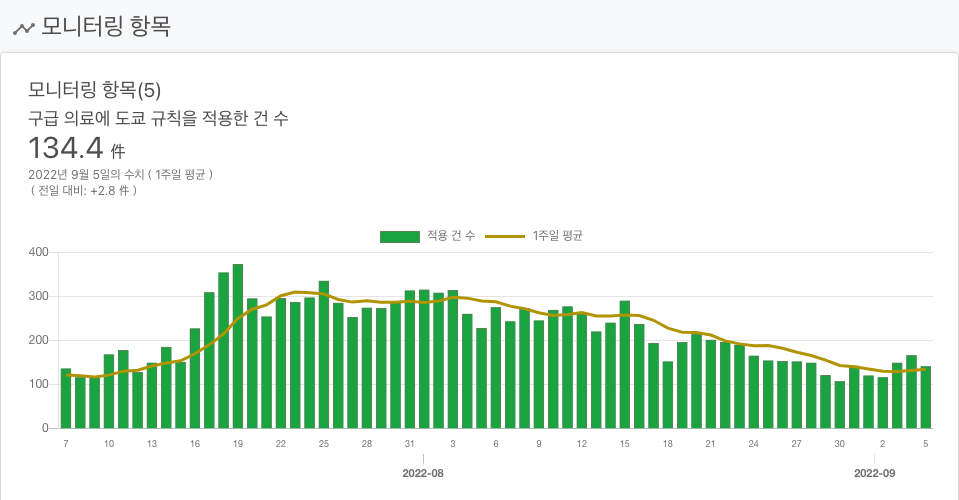 모니터링 항목
모니터링 항목(5)
구급 의료에 도쿄 규칙을 적용한 건 수
134.4 件
2022년 9월 5일의 수치 ( 1주일 평균 )
( 전일 대비: +2.8 件 )
적용 건 수 1주일 평균
400
300
200
100
0
7 10 13 16 19 22 25 28 31 3 6 9 12 15 18 21 24 27 30 2 5
2022-08 2022-09